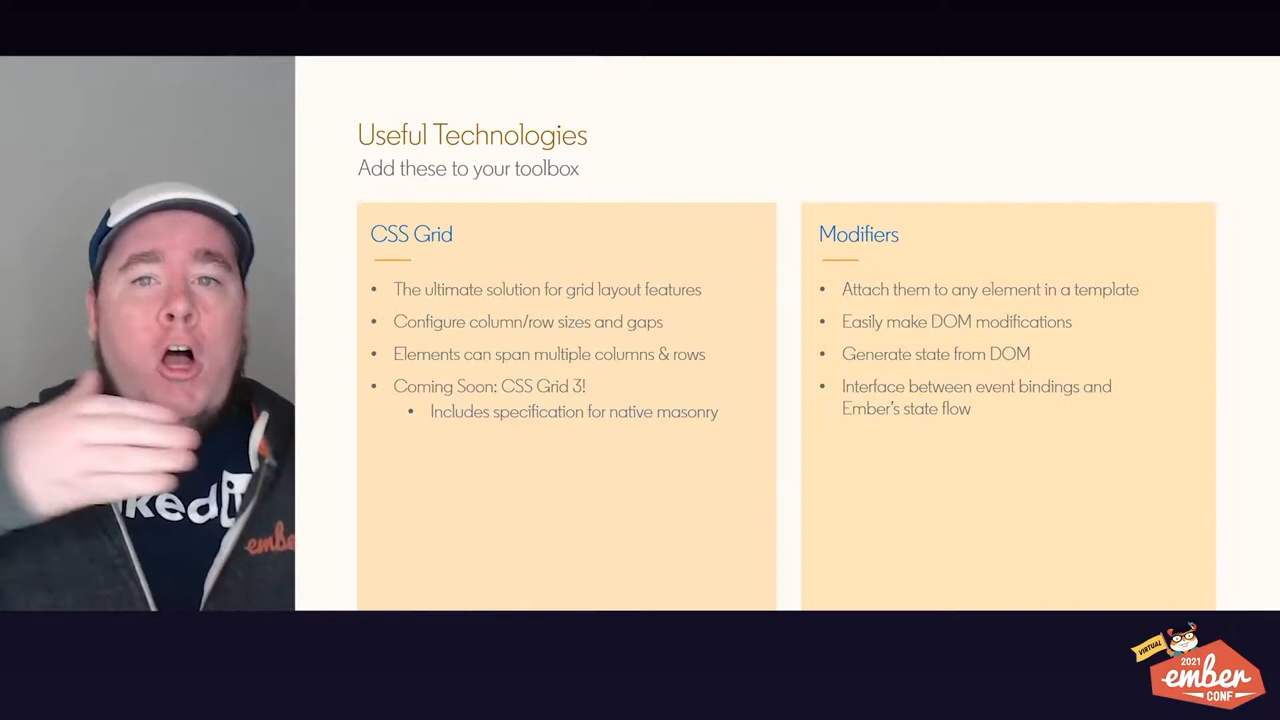 Useful Technologies
Add these to your toolbox
CSS Grid
• The ultimate solution for grid layout features
• Configure column/row sizes and gaps
• Elements can span multiple columns & rows
• Coming Soon: CSS Grid 3!
• Includes specification for native masonry
Modifiers
• Attach them to any element in a template
• Easily make DOM modifications
• Generate state from DOM
• Interface between event bindings and
Ember's state flow
kedin
embe
VIRTUAL
2021
ember
CONF